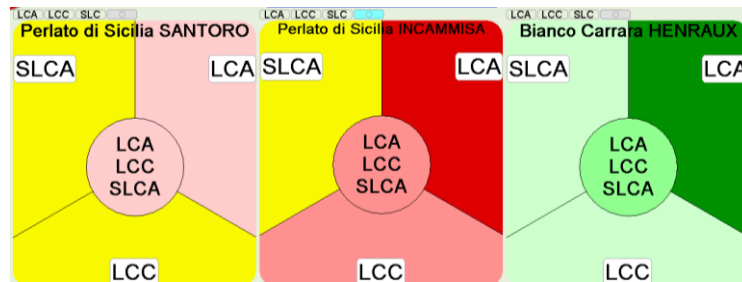 LCA LCC SLC
Perlato di Sicilia SANTORO
SLCA
LCA
LCA
LCC
SLCA
LCC
LCA LCC SLC
Perlato di Sicilia INCAMMISA
SLCA
LCA
LCA
LCC
SLCA
LCC
LCA LCC SLC
Bianco Carrara HENRAUX
SLCA
LCA
LCA
LCC
SLCA
LCC